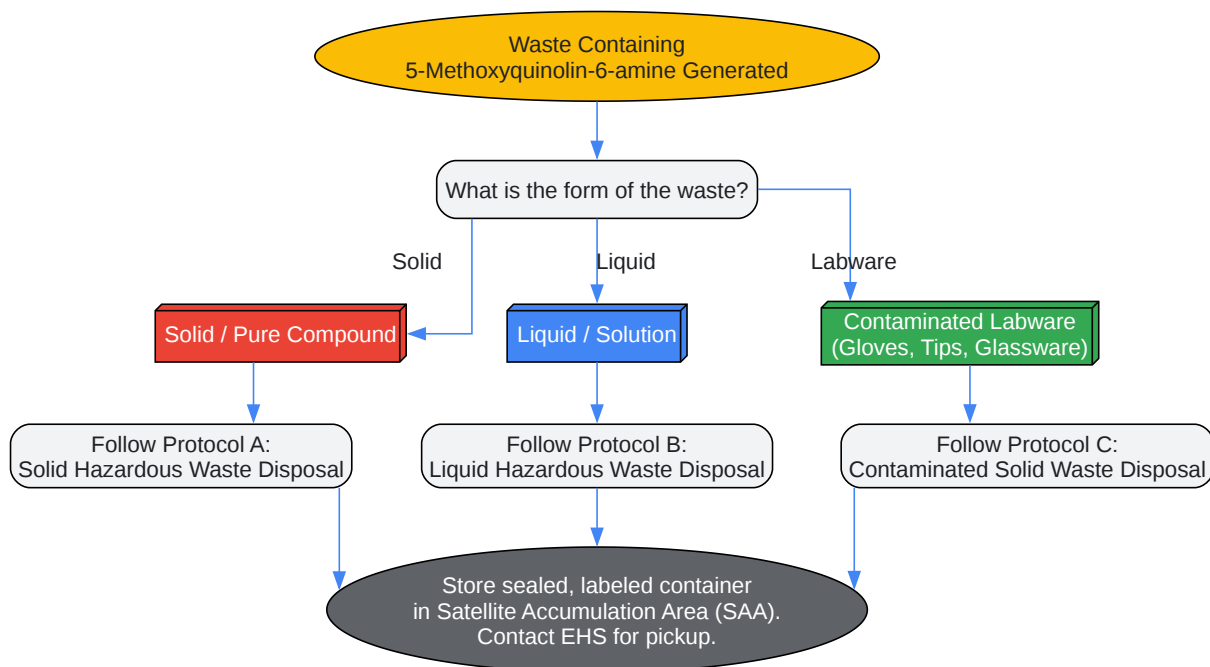 Waste Containing
5-Methoxyquinolin-6-amine Generated
What is the form of the waste?
Solid
Liquid
Labware
Solid / Pure Compound
Liquid / Solution
Contaminated Labware
(Gloves, Tips, Glassware)
Follow Protocol A:
Solid Hazardous Waste Disposal
Follow Protocol B:
Liquid Hazardous Waste Disposal
Follow Protocol C:
Contaminated Solid Waste Disposal
Store sealed, labeled container
in Satellite Accumulation Area (SAA).
Contact EHS for pickup.